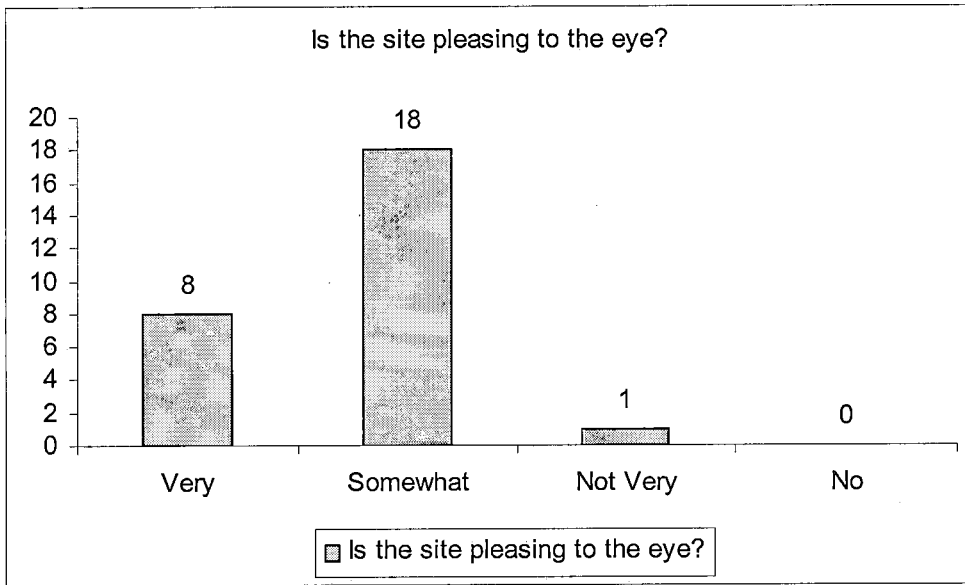 Is the site pleasing to the eye?
20
18
16
14
12
10
8
6
4
2
0
8
18
1
0
Very
Somewhat
Not Very
No
Is the site pleasing to the eye?